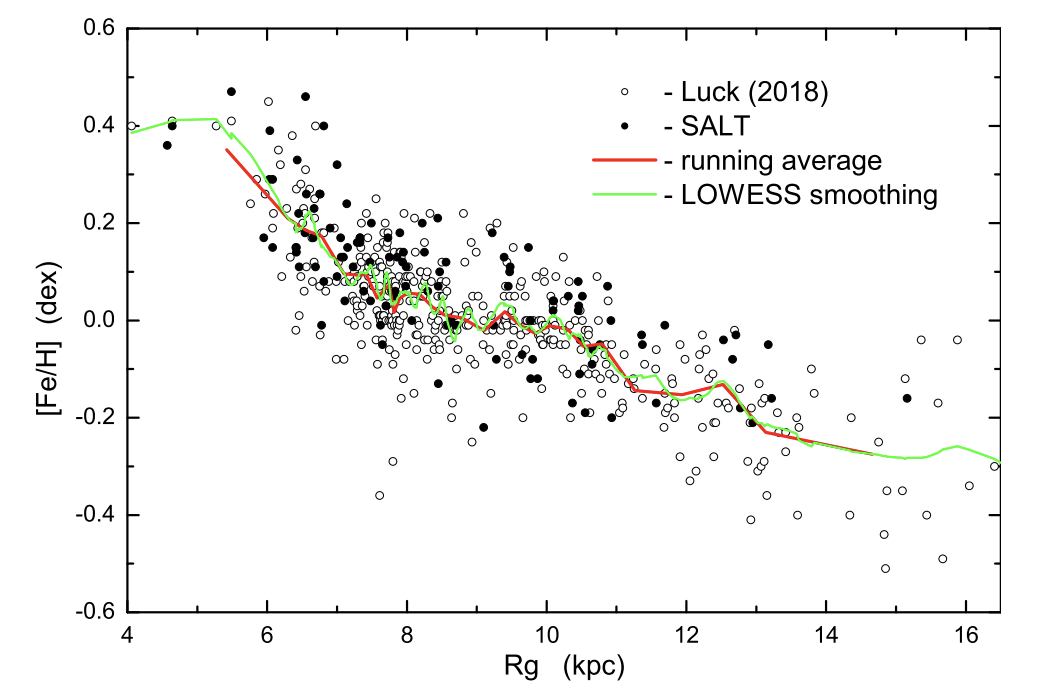 0.6
0.4
0.2
0.0
-0.2
-0.4
-0.6
[Fe/H] (dex)
- Luck (2018)
- SALT
- running average
- LOWESS smoothing
4 6 8 10 12 14 16
Rg (kpc)